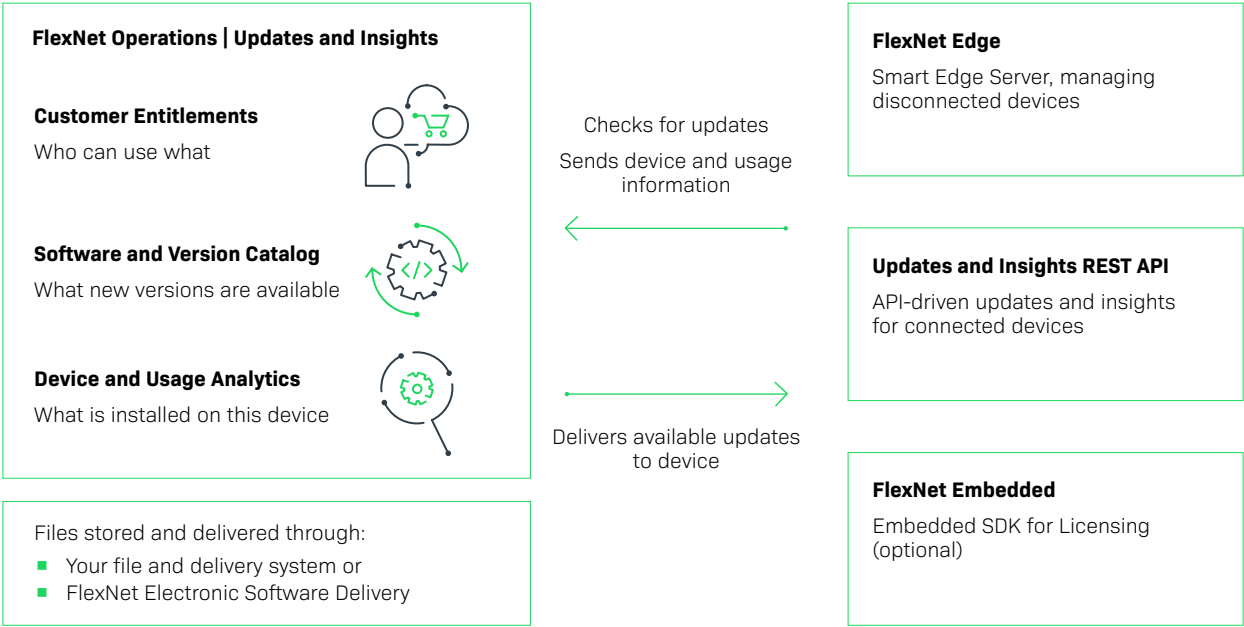 FlexNet Operations | Updates and Insights
Customer Entitlements
Who can use what
Software and Version Catalog
What new versions are available
</>
Device and Usage Analytics
What is installed on this device
Files stored and delivered through:
Your file and delivery system or
FlexNet Electronic Software Delivery
Checks for updates
Sends device and usage
information
Delivers available updates
to device
FlexNet Edge
Smart Edge Server, managing
disconnected devices
Updates and Insights REST API
API-driven updates and insights
for connected devices
FlexNet Embedded
Embedded SDK for Licensing
(optional)